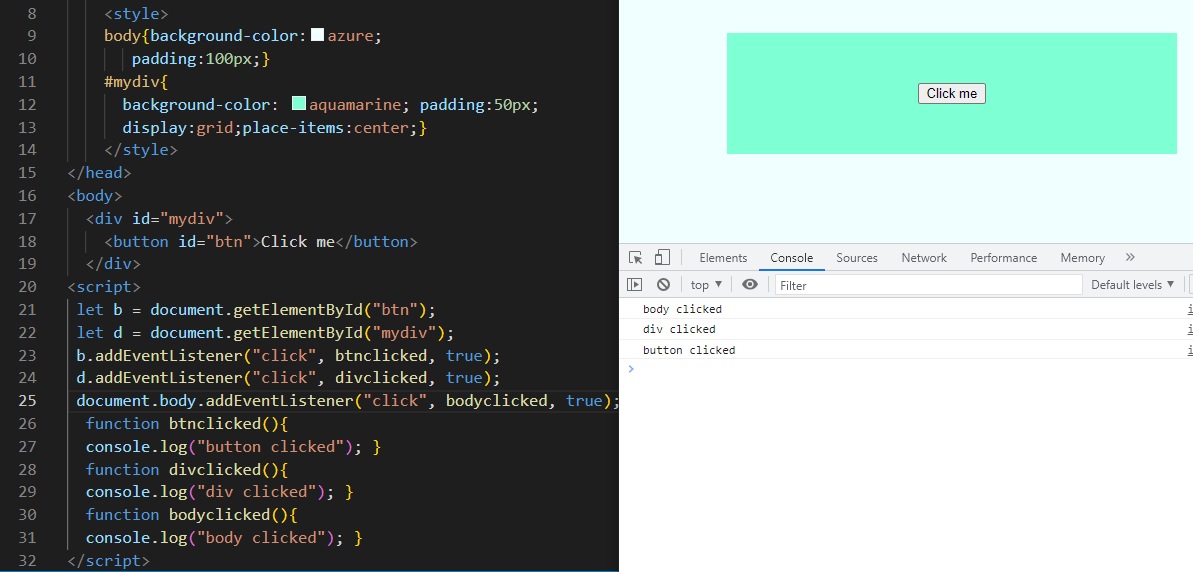 8 <style>
9 body{background-color: azure;
10 padding:100px;}
11 #mydiv{
12 background-color: aquamarine; padding:50px;
13 display:grid;place-items:center;}
14 </style>
15 </head>
16 <body>
17 <div id="mydiv">
18 <button id="btn">Click me</button>
19 </div>
20 <script>
21 let b = document.getElementById("btn");
22 let d = document.getElementById("mydiv");
23 b.addEventListener("click", btnclicked, true);
24 d.addEventListener("click", divclicked, true);
25 document.body.addEventListener("click", bodyclicked, true);
26 function btnclicked(){
27 console.log("button clicked"); }
28 function divclicked(){
29 console.log("div clicked"); }
30 function bodyclicked(){
31 console.log("body clicked"); }
32 </script>
Click me
Elements Console Sources Network Performance Memory »
top ▼ Filter Default levels ▼
body clicked i
div clicked i
button clicked i
>